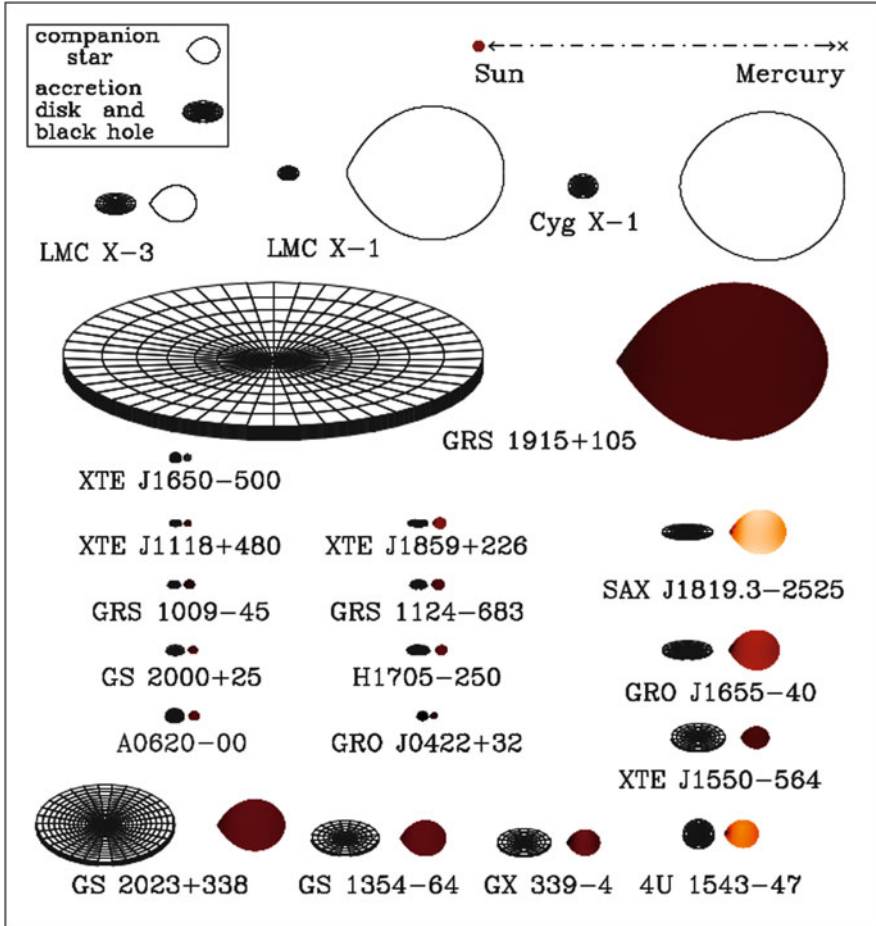 companion
star
accretion
disk and
black hole
Sun
Mercury
LMC X-3
LMC X-1
Cyg X-1
GRS 1915+105
XTE J1650-500
XTE J1118+480
XTE J1859+226
SAX J1819.3-2525
GRS 1009-45
GRS 1124-683
GS 2000+25
H1705-250
GRO J1655-40
A0620-00
GRO J0422+32
XTE J1550-564
GS 2023+338
GS 1354-64
GX 339-4
4U 1543-47